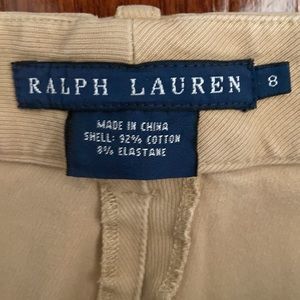 RALPH LAUREN 8
MADE IN CHINA
SHELL: 92% COTTON
8% ELASTANE